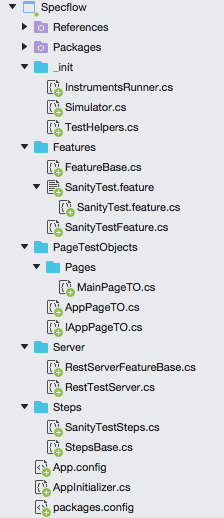 Specflow
References
Packages
_init
InstrumentsRunner.cs
Simulator.cs
TestHelpers.cs
Features
FeatureBase.cs
SanityTest.feature
SanityTest.feature.cs
SanityTestFeature.cs
PageTestObjects
Pages
MainPageTO.cs
AppPageTO.cs
IAppPageTO.cs
Server
RestServerFeatureBase.cs
RestTestServer.cs
Steps
SanityTestSteps.cs
StepsBase.cs
App.config
AppInitializer.cs
packages.config